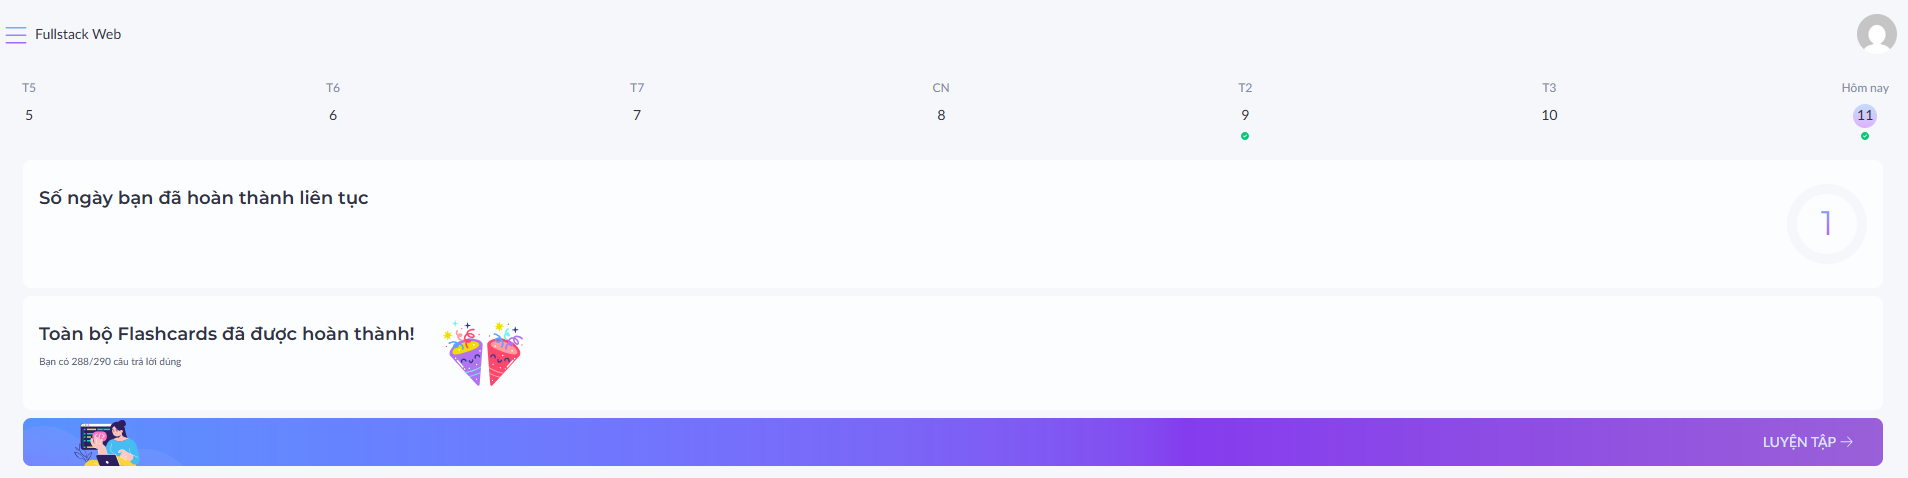 Fullstack Web
T5 T6 T7 CN T2 T3 Hôm nay
5 6 7 8 9 10 11
Số ngày bạn đã hoàn thành liên tục
1
Toàn bộ Flashcards đã được hoàn thành!
Bạn có 288/290 câu trả lời đúng
LUYỆN TẬP